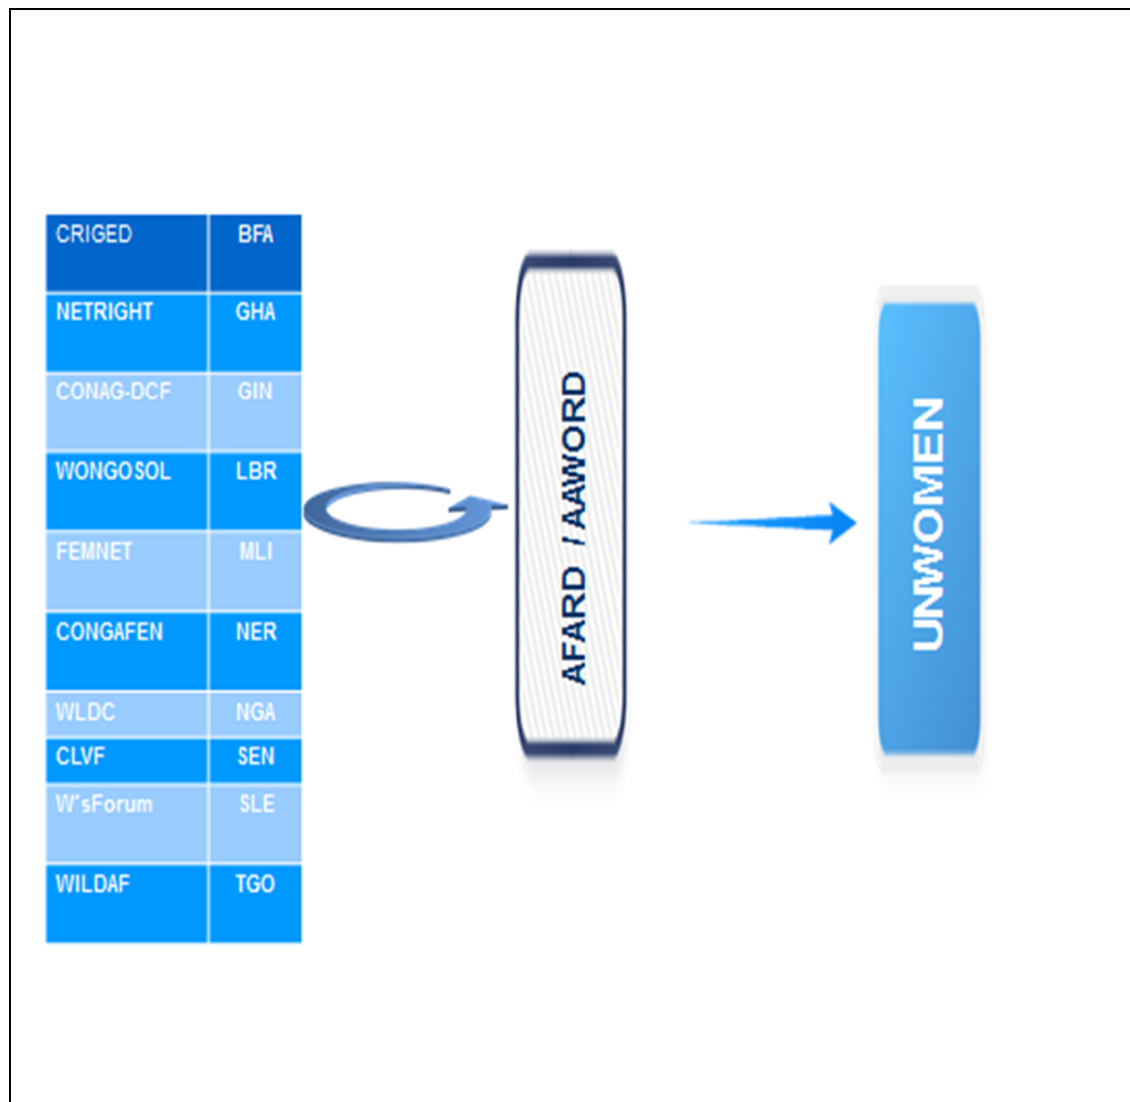 CRIGED BFA
NETRIGHT GHA
CONAG-DCF GIN
WONGOSOL LBR
FEMNET MLI
CONGAFEN NER
WLDC NGA
CLVF SEN
W'sForum SLE
WILDAF TGO
AFARD / AAWORD
UNWOMEN